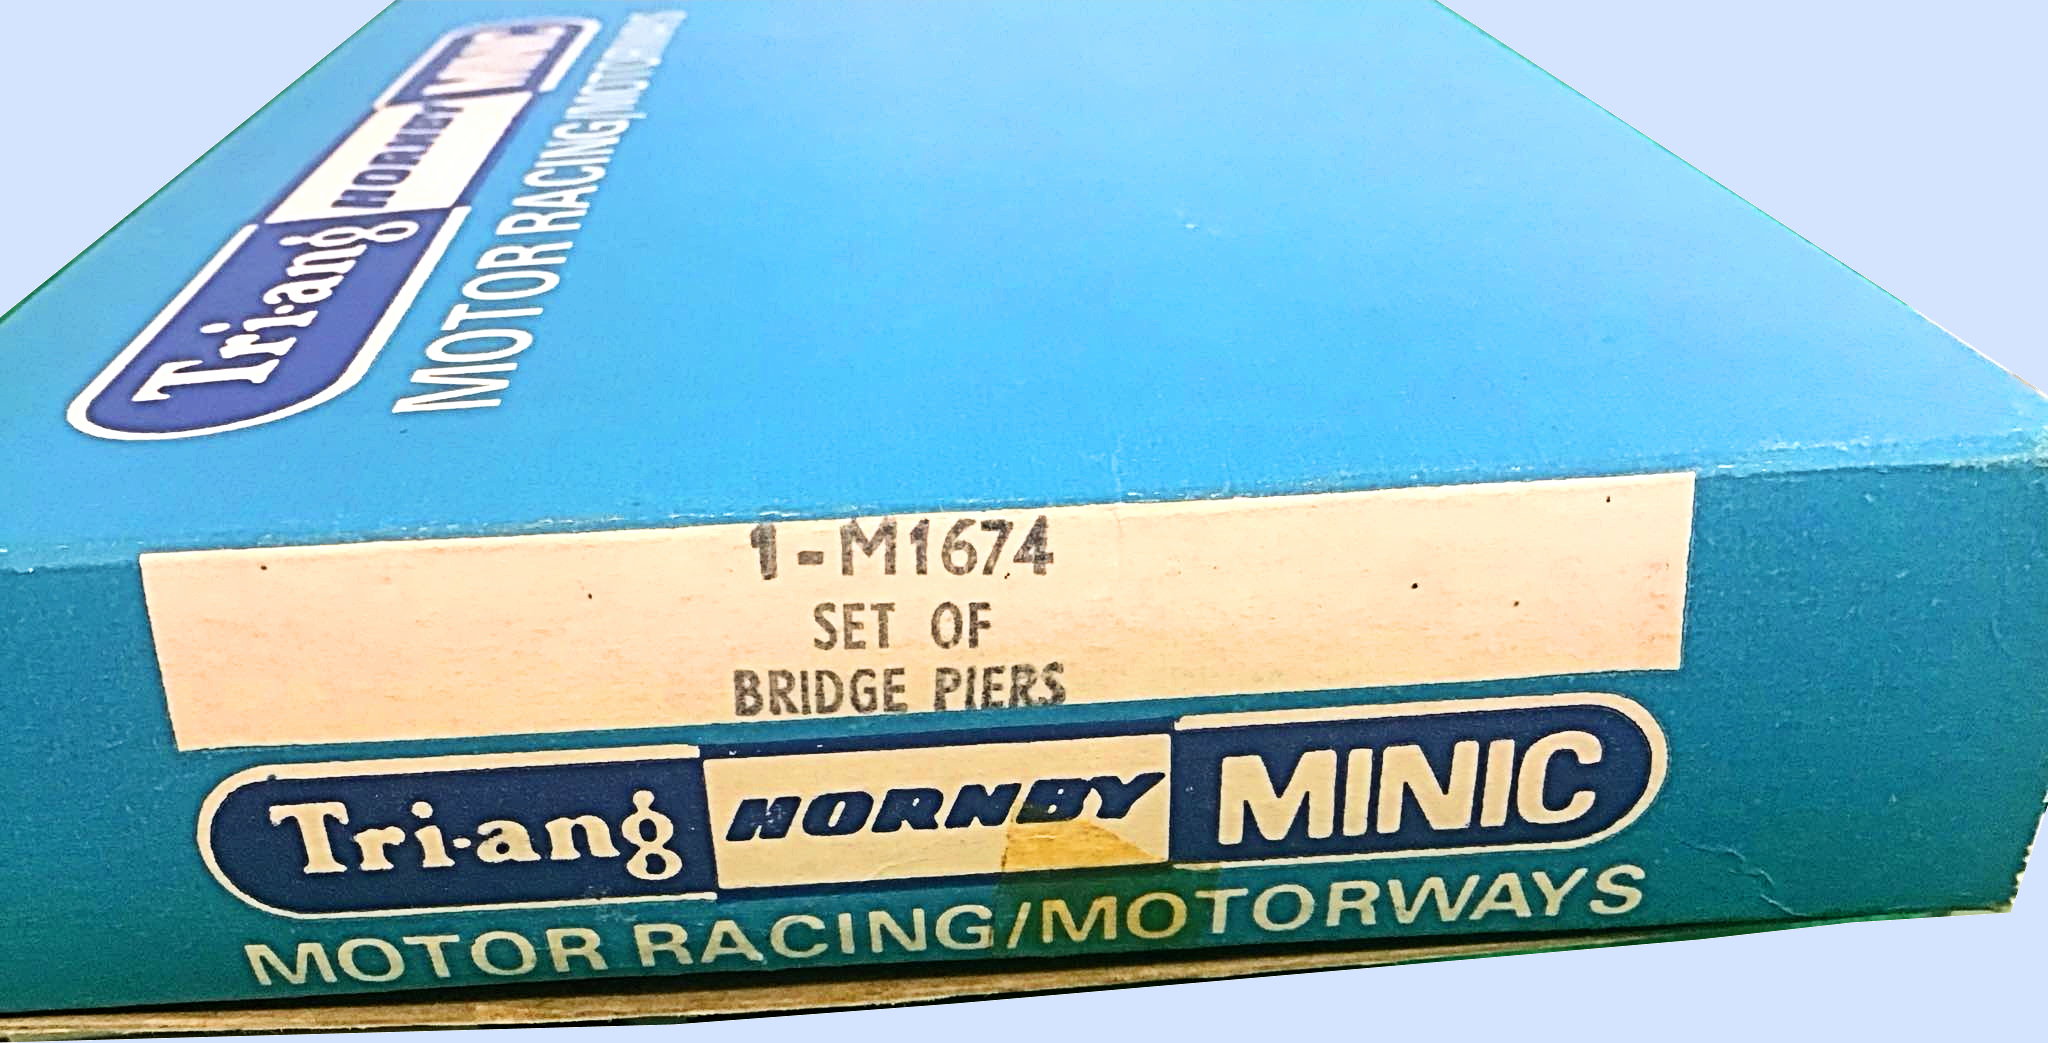 Tri-ang HORNBY MINIC
MOTOR RACING/MOTORWAYS
1-M1674
SET OF
BRIDGE PIERS
Tri-ang HORNBY MINIC
MOTOR RACING/MOTORWAYS